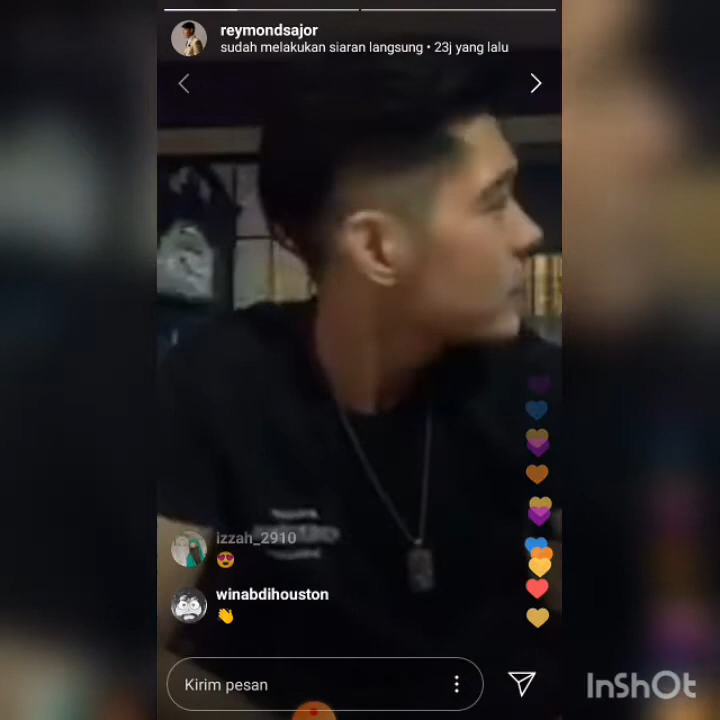 reymondsajor
sudah melakukan siaran langsung • 23j yang lalu
izzah_2910
winabdihouston
Kirim pesan
InShOt